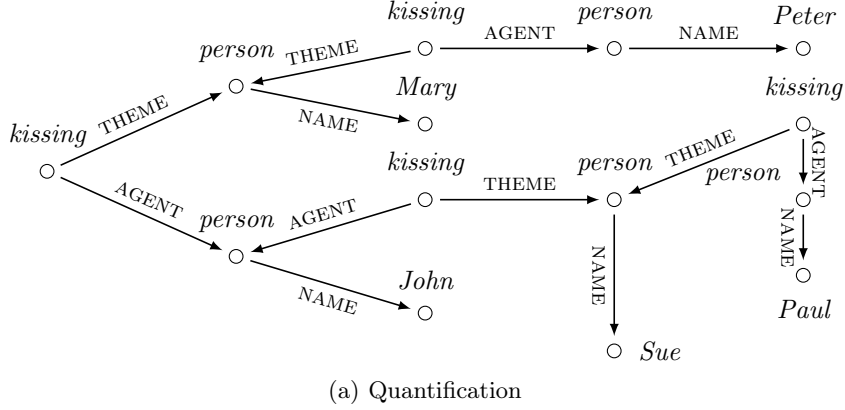 kissing person Peter
person THEME AGENT NAME
Mary kissing
kissing THEME NAME
kissing person THEME person AGENT
AGENT person AGENT THEME
NAME John NAME NAME
Paul
Sue
(a) Quantification